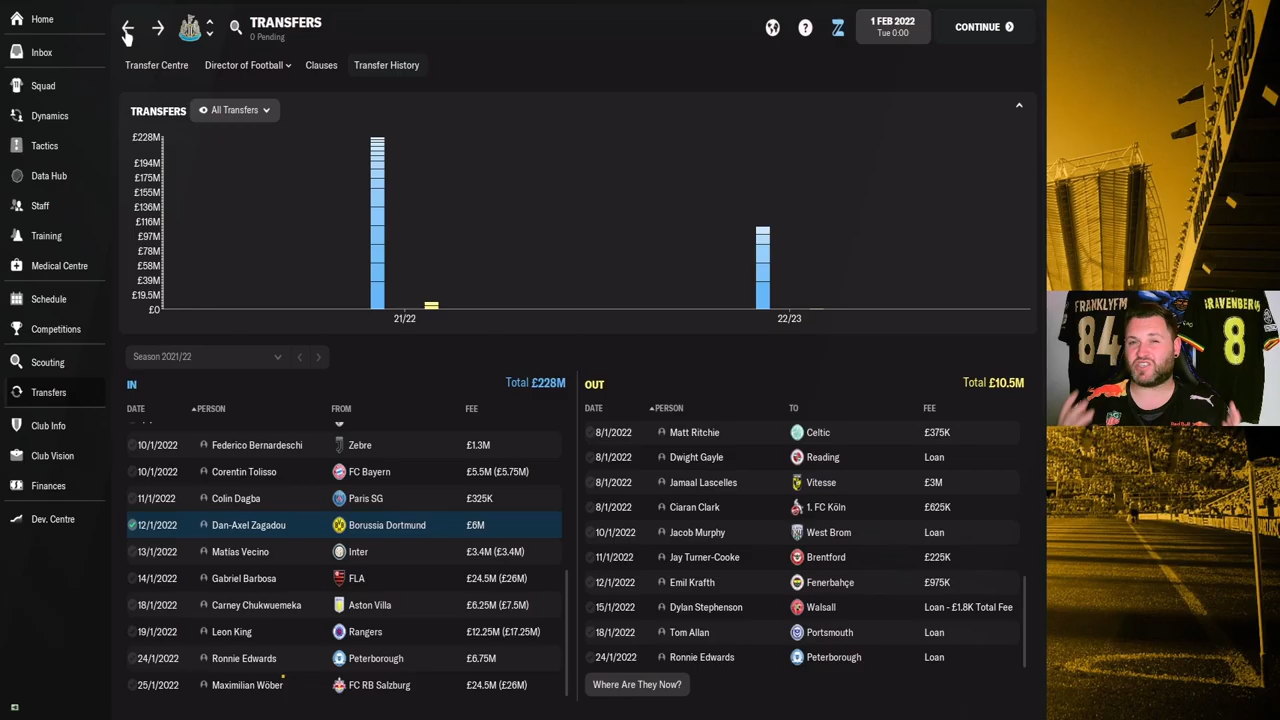 Home
Inbox
Squad
Dynamics
Tactics
Data Hub
Staff
Training
Medical Centre
Schedule
Competitions
Scouting
Transfers
Club Info
Club Vision
Finances
Dev. Centre
TRANSFERS
0 Pending
?
1 FEB 2022
Tue 0:00
CONTINUE
Transfer Centre Director of Football Clauses Transfer History
TRANSFERS All Transfers
£228M
£194M
£175M
£155M
£136M
£116M
£97M
£78M
£58M
£39M
£19.5M
£0
21/22 22/23
Season 2021/22
IN Total £228M
DATE PERSON FROM FEE
10/1/2022 Federico Bernardeschi Zebre £1.3M
10/1/2022 Corentin Tolisso FC Bayern £5.5M (£5.75M)
11/1/2022 Colin Dagba Paris SG £325K
12/1/2022 Dan-Axel Zagadou Borussia Dortmund £6M
13/1/2022 Matías Vecino Inter £3.4M (£3.4M)
14/1/2022 Gabriel Barbosa FLA £24.5M (£26M)
18/1/2022 Carney Chukwuemeka Aston Villa £6.25M (£7.5M)
19/1/2022 Leon King Rangers £12.25M (£17.25M)
24/1/2022 Ronnie Edwards Peterborough £6.75M
25/1/2022 Maximilian Wöber FC RB Salzburg £24.5M (£26M)
OUT Total £10.5M
DATE PERSON TO FEE
8/1/2022 Matt Ritchie Celtic £375K
8/1/2022 Dwight Gayle Reading Loan
8/1/2022 Jamaal Lascelles Vitesse £3M
8/1/2022 Ciaran Clark 1. FC Köln £625K
10/1/2022 Jacob Murphy West Brom Loan
11/1/2022 Jay Turner-Cooke Brentford £225K
12/1/2022 Emil Krafth Fenerbahçe £975K
15/1/2022 Dylan Stephenson Walsall Loan - £1.8K Total Fee
18/1/2022 Tom Allan Portsmouth Loan
24/1/2022 Ronnie Edwards Peterborough Loan
Where Are They Now?
FRANKLYFM
84
8